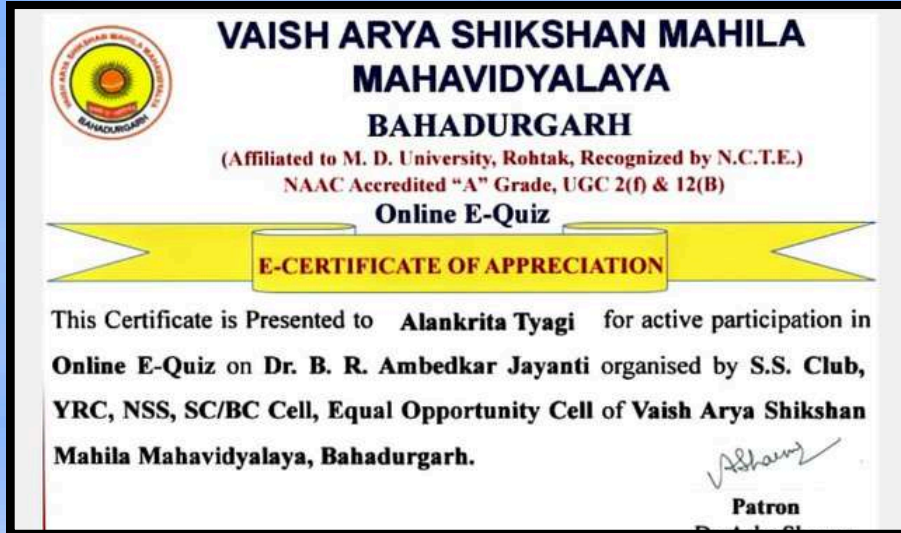 VAISH ARYA SHIKSHAN MAHILA
MAHAVIDYALAYA
BAHADURGARH
(Affiliated to M. D. University, Rohtak, Recognized by N.C.T.E.)
NAAC Accredited “A” Grade, UGC 2(f) & 12(B)
Online E-Quiz
E-CERTIFICATE OF APPRECIATION
This Certificate is Presented to Alankrita Tyagi for active participation in
Online E-Quiz on Dr. B. R. Ambedkar Jayanti organised by S.S. Club,
YRC, NSS, SC/BC Cell, Equal Opportunity Cell of Vaish Arya Shikshan
Mahila Mahavidyalaya, Bahadurgarh.
Patron